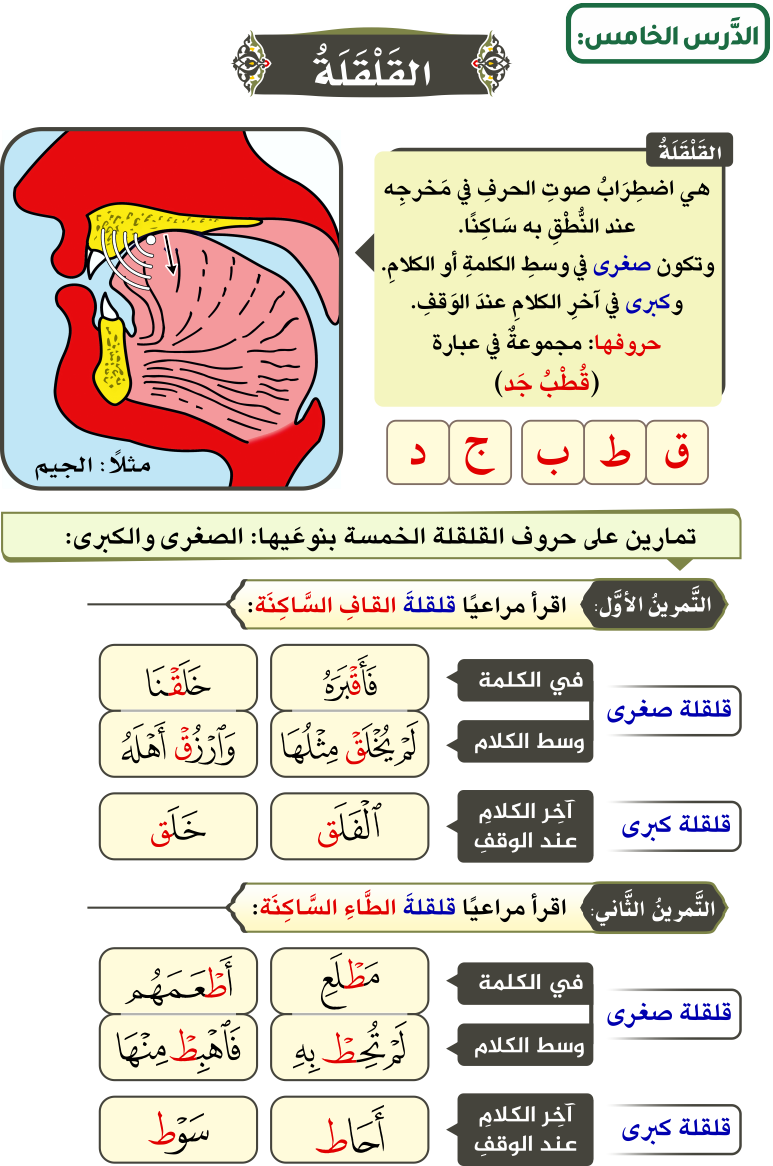 الدَّرس الخامس:
القَلْقَلَةُ
القَلْقَلَةُ
هي اضطِرَابُ صوتِ الحرفِ في مَخرجِه
عند النُّطْقِ به سَاكِنًا.
وتكون صغرى في وسطِ الكلمةِ أو الكلامِ.
وكبرى في آخرِ الكلامِ عندَ الوَقفِ.
حروفها: مجموعةٌ في عبارة
(قُطْبُ جَد)
ق ط ب ج د
مثلاً: الجيم
تمارين على حروف القلقلة الخمسة بنوعَيها: الصغرى والكبرى:
التَّمرينُ الأوَّل: اقرأ مراعيًا قلقلةَ القافِ السَّاكِنَة:
قلقلة صغرى
في الكلمة
فَأَقْبَرَهُۥ
خَلَقْنَا
وسط الكلام
لَمْ يُخْلَقْ مِثْلُهَا
وَٱرْزُقْ أَهْلَهُۥ
قلقلة كبرى
آخِر الكلامِ
عند الوقفِ
ٱلْفَلَق
خَلَق
التَّمرينُ الثَّاني: اقرأ مراعيًا قلقلةَ الطَّاءِ السَّاكِنَة:
قلقلة صغرى
في الكلمة
مَطْلَعِ
أَطْعَمَهُم
وسط الكلام
لَمْ تُحِطْ بِهِ
فَٱهْبِطْ مِنْهَا
قلقلة كبرى
آخِر الكلامِ
عند الوقفِ
أَحَاط
سَوْط